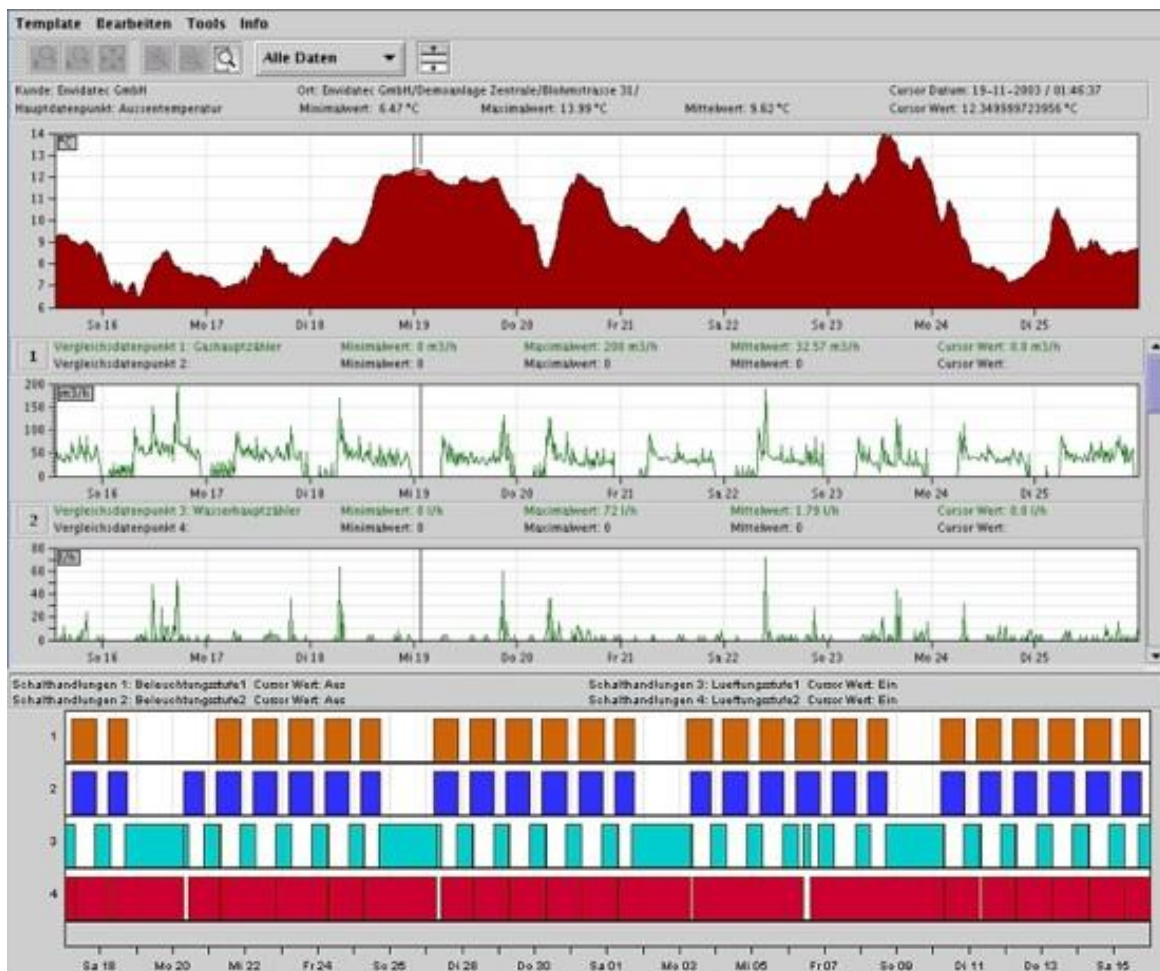 Template Bearbeiten Tools Info
Alle Daten
Kunde: Envidatec GmbH Ort: Envidatec GmbH/Demoanlage Zentrale/Blohmstrasse 31/ Cursor Datum: 19-11-2003 / 01:46:37
Hauptdatenpunkt: Aussentemperatur Minimalwert: 6.47 °C Maximalwert: 13.99 °C Mittelwert: 9.62 °C Cursor Wert: 12.349999723956 °C
°C
14
13
12
11
10
9
8
7
6
So 16 Mo 17 Di 18 Mi 19 Do 20 Fr 21 Sa 22 So 23 Mo 24 Di 25
1
Vergleichsdatenpunkt 1: Gashauptzähler Minimalwert: 0 m3/h Maximalwert: 200 m3/h Mittelwert: 32.57 m3/h Cursor Wert: 0.0 m3/h
Vergleichsdatenpunkt 2: Minimalwert: 0 Maximalwert: 0 Mittelwert: 0 Cursor Wert:
m3/h
200
150
100
50
0
So 16 Mo 17 Di 18 Mi 19 Do 20 Fr 21 Sa 22 So 23 Mo 24 Di 25
2
Vergleichsdatenpunkt 3: Wasserhauptzähler Minimalwert: 0 l/h Maximalwert: 72 l/h Mittelwert: 1.79 l/h Cursor Wert: 0.0 l/h
Vergleichsdatenpunkt 4: Minimalwert: 0 Maximalwert: 0 Mittelwert: 0 Cursor Wert:
l/h
80
60
40
20
0
So 16 Mo 17 Di 18 Mi 19 Do 20 Fr 21 Sa 22 So 23 Mo 24 Di 25
Schalthandlungen 1: Beleuchtungsstufe1 Cursor Wert: Aus Schalthandlungen 3: Lueftungsstufe1 Cursor Wert: Ein
Schalthandlungen 2: Beleuchtungsstufe2 Cursor Wert: Aus Schalthandlungen 4: Lueftungsstufe2 Cursor Wert: Ein
1
2
3
4
Sa 18 Mo 20 Mi 22 Fr 24 So 26 Di 28 Do 30 Sa 01 Mo 03 Mi 05 Fr 07 So 09 Di 11 Do 13 Sa 15